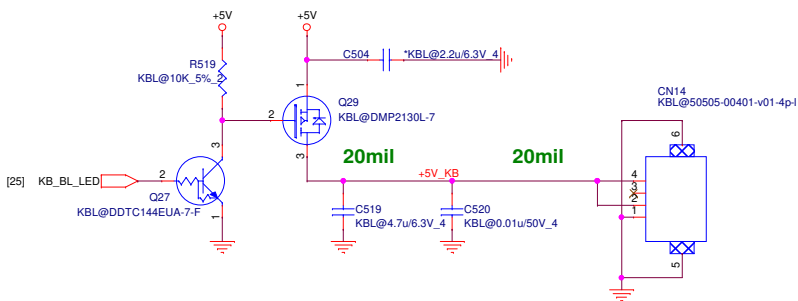 +5V
+5V
R519
KBL@10K_5%_2
C504
*KBL@2.2u/6.3V_4
1
Q29
KBL@DMP2130L-7
2
3
3
[25] KB_BL_LED
2
Q27
KBL@DDTC144EUA-7-F
1
20mil
20mil
+5V_KB
C519
KBL@4.7u/6.3V_4
C520
KBL@0.01u/50V_4
CN14
KBL@50505-00401-v01-4p-l
6
4
3
2
1
5